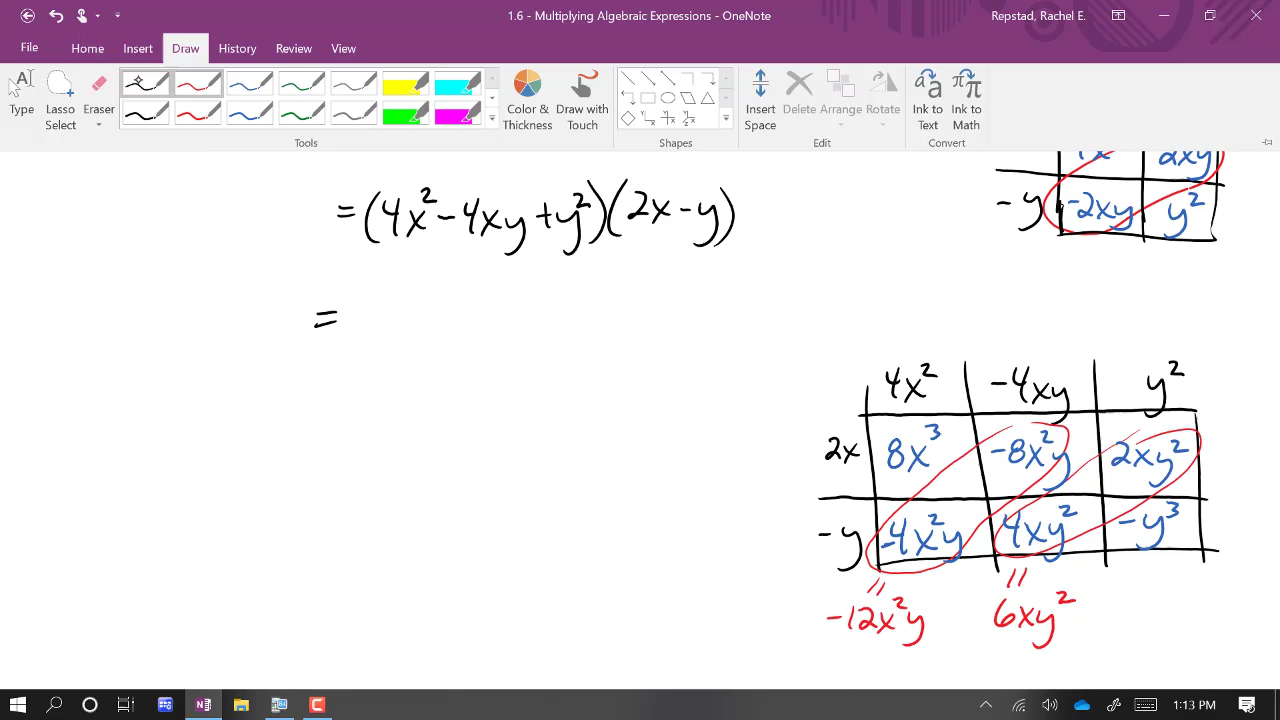 1.6 - Multiplying Algebraic Expressions - OneNote
Repstad, Rachel E.
File Home Insert Draw History Review View
Type Lasso Select Eraser Color & Thickness Draw with Touch Insert Space Delete Arrange Rotate Ink to Text Ink to Math
Tools Shapes Edit Convert
2xy
-y -2xy y²
= (4x² - 4xy + y²)(2x - y)
=
4x² -4xy y²
2x 8x³ -8x²y 2xy²
-y -4x²y 4xy² -y³
= =
-12x²y 6xy²
1:13 PM